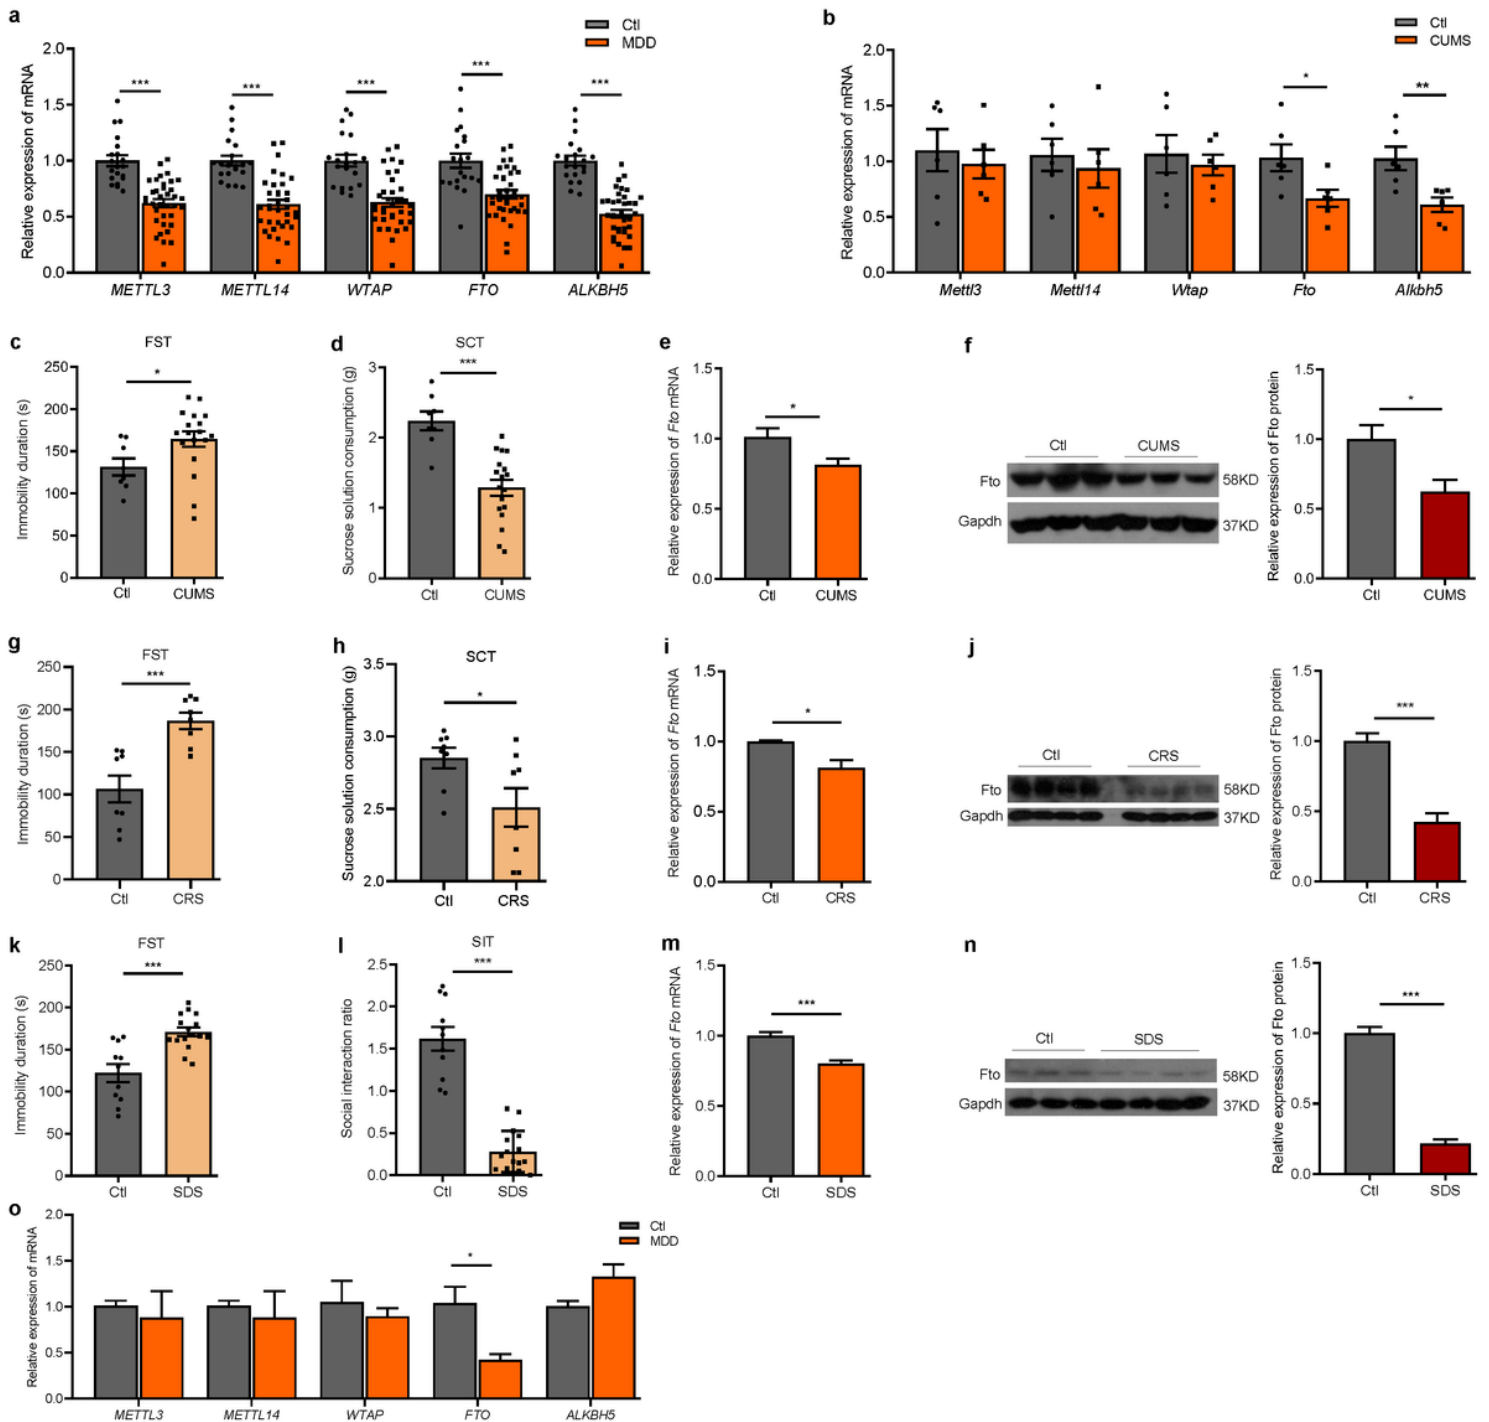 a
Ctl
MDD
Relative expression of mRNA
2.0
1.5
1.0
0.5
0.0
***
***
***
***
***
METTL3
METTL14
WTAP
FTO
ALKBH5
b
Ctl
CUMS
Relative expression of mRNA
2.0
1.5
1.0
0.5
0.0
*
**
Mettl3
Mettl14
Wtap
Fto
Alkbh5
c
FST
Immobility duration (s)
250
200
150
100
50
0
*
Ctl
CUMS
d
SCT
Sucrose solution consumption (g)
3
2
1
0
***
Ctl
CUMS
e
Relative expression of Fto mRNA
1.5
1.0
0.5
0.0
*
Ctl
CUMS
f
Ctl
CUMS
Fto
58KD
Gapdh
37KD
Relative expression of Fto protein
1.5
1.0
0.5
0.0
*
Ctl
CUMS
g
FST
Immobility duration (s)
250
200
150
100
50
0
***
Ctl
CRS
h
SCT
Sucrose solution consumption (g)
3.5
3.0
2.5
2.0
*
Ctl
CRS
i
Relative expression of Fto mRNA
1.5
1.0
0.5
0.0
*
Ctl
CRS
j
Ctl
CRS
Fto
58KD
Gapdh
37KD
Relative expression of Fto protein
1.5
1.0
0.5
0.0
***
Ctl
CRS
k
FST
Immobility duration (s)
250
200
150
100
50
0
***
Ctl
SDS
l
SIT
Social interaction ratio
2.5
2.0
1.5
1.0
0.5
0.0
***
Ctl
SDS
m
Relative expression of Fto mRNA
1.5
1.0
0.5
0.0
***
Ctl
SDS
n
Ctl
SDS
Fto
58KD
Gapdh
37KD
Relative expression of Fto protein
1.5
1.0
0.5
0.0
***
Ctl
SDS
o
Ctl
MDD
Relative expression of mRNA
2.0
1.5
1.0
0.5
0.0
*
METTL3
METTL14
WTAP
FTO
ALKBH5